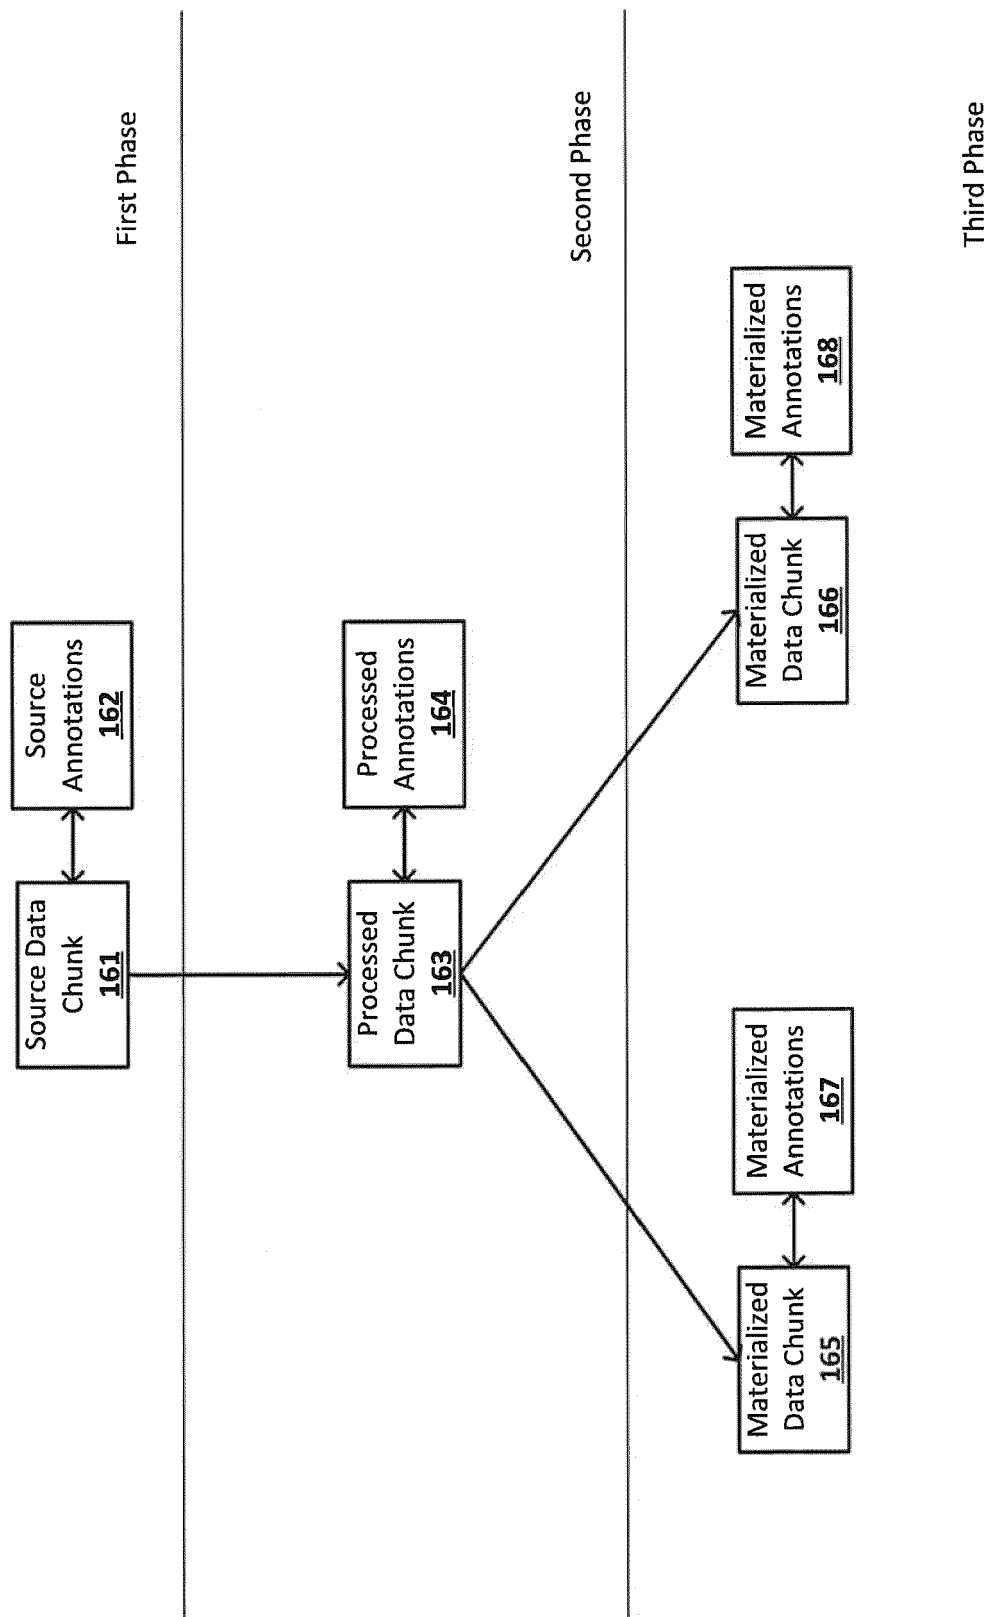 Source Data
Chunk
161
Source
Annotations
162
First Phase
Processed
Data Chunk
163
Processed
Annotations
164
Second Phase
Materialized
Data Chunk
165
Materialized
Annotations
167
Materialized
Data Chunk
166
Materialized
Annotations
168
Third Phase